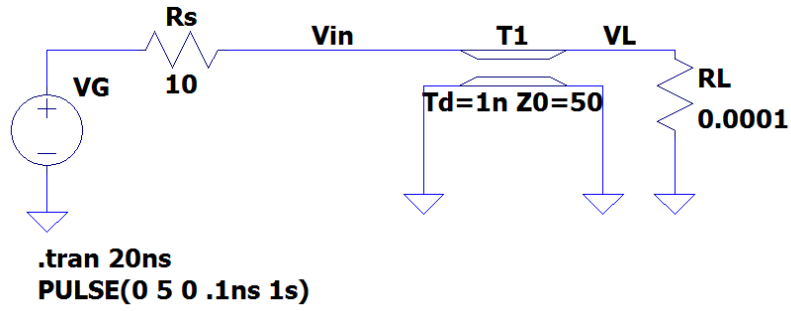 Rs
Vin
T1
VL
VG
10
RL
Td=1n Z0=50
0.0001
.tran 20ns
PULSE(0 5 0 .1ns 1s)